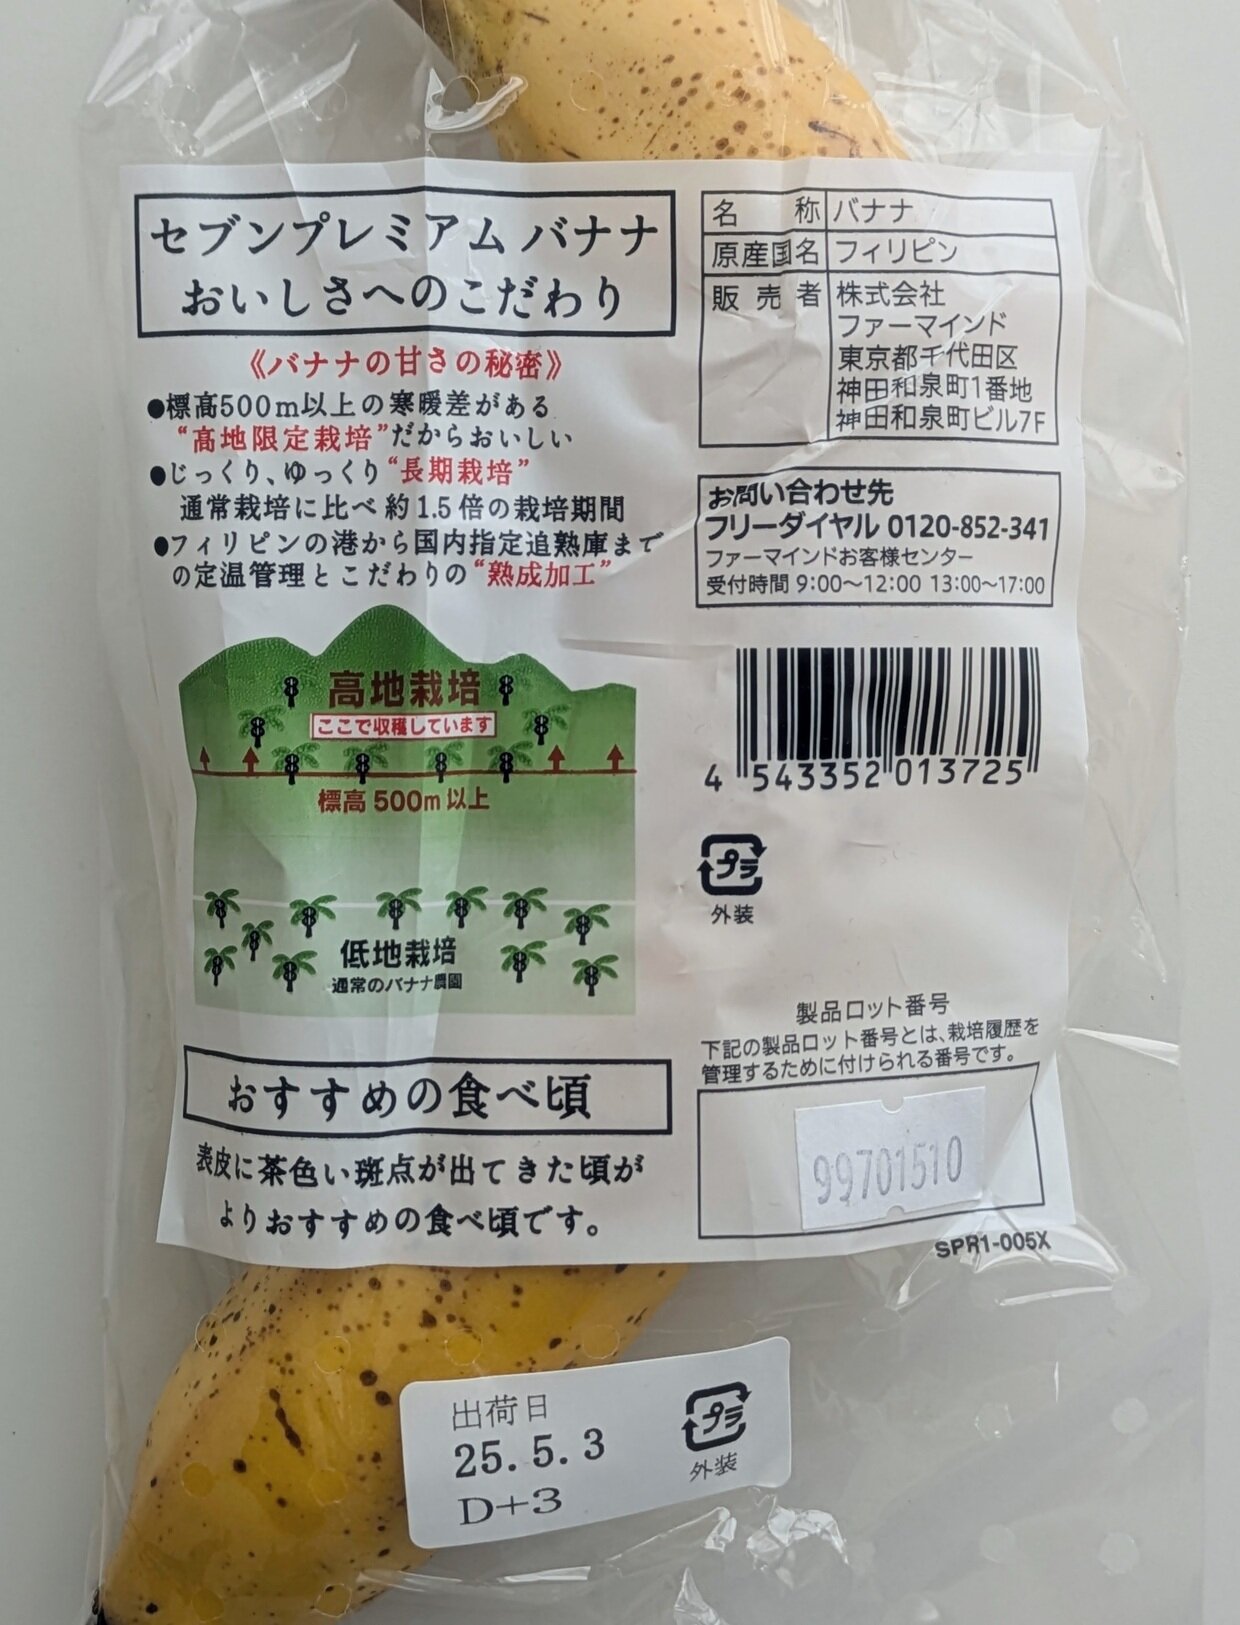 セブンプレミアム バナナ
おいしさへのこだわり
《バナナの甘さの秘密》
●標高500m以上の寒暖差がある
“高地限定栽培”だからおいしい
●じっくり、ゆっくり“長期栽培”
通常栽培に比べ約1.5倍の栽培期間
●フィリピンの港から国内指定追熟庫まで
の定温管理とこだわりの“熟成加工”
高地栽培
ここで収穫しています
標高500m以上
低地栽培
通常のバナナ農園
おすすめの食べ頃
表皮に茶色い斑点が出てきた頃が
よりおすすめの食べ頃です。
名称 バナナ
原産国名 フィリピン
販売者 株式会社
ファーマインド
東京都千代田区
神田和泉町1番地
神田和泉町ビル7F
お問い合わせ先
フリーダイヤル 0120-852-341
ファーマインドお客様センター
受付時間 9:00～12:00 13:00～17:00
4 543352 013725
プラ
外装
製品ロット番号
下記の製品ロット番号とは、栽培履歴を
管理するために付けられる番号です。
99701510
SPR1-005X
出荷日
25.5.3
D+3
プラ
外装